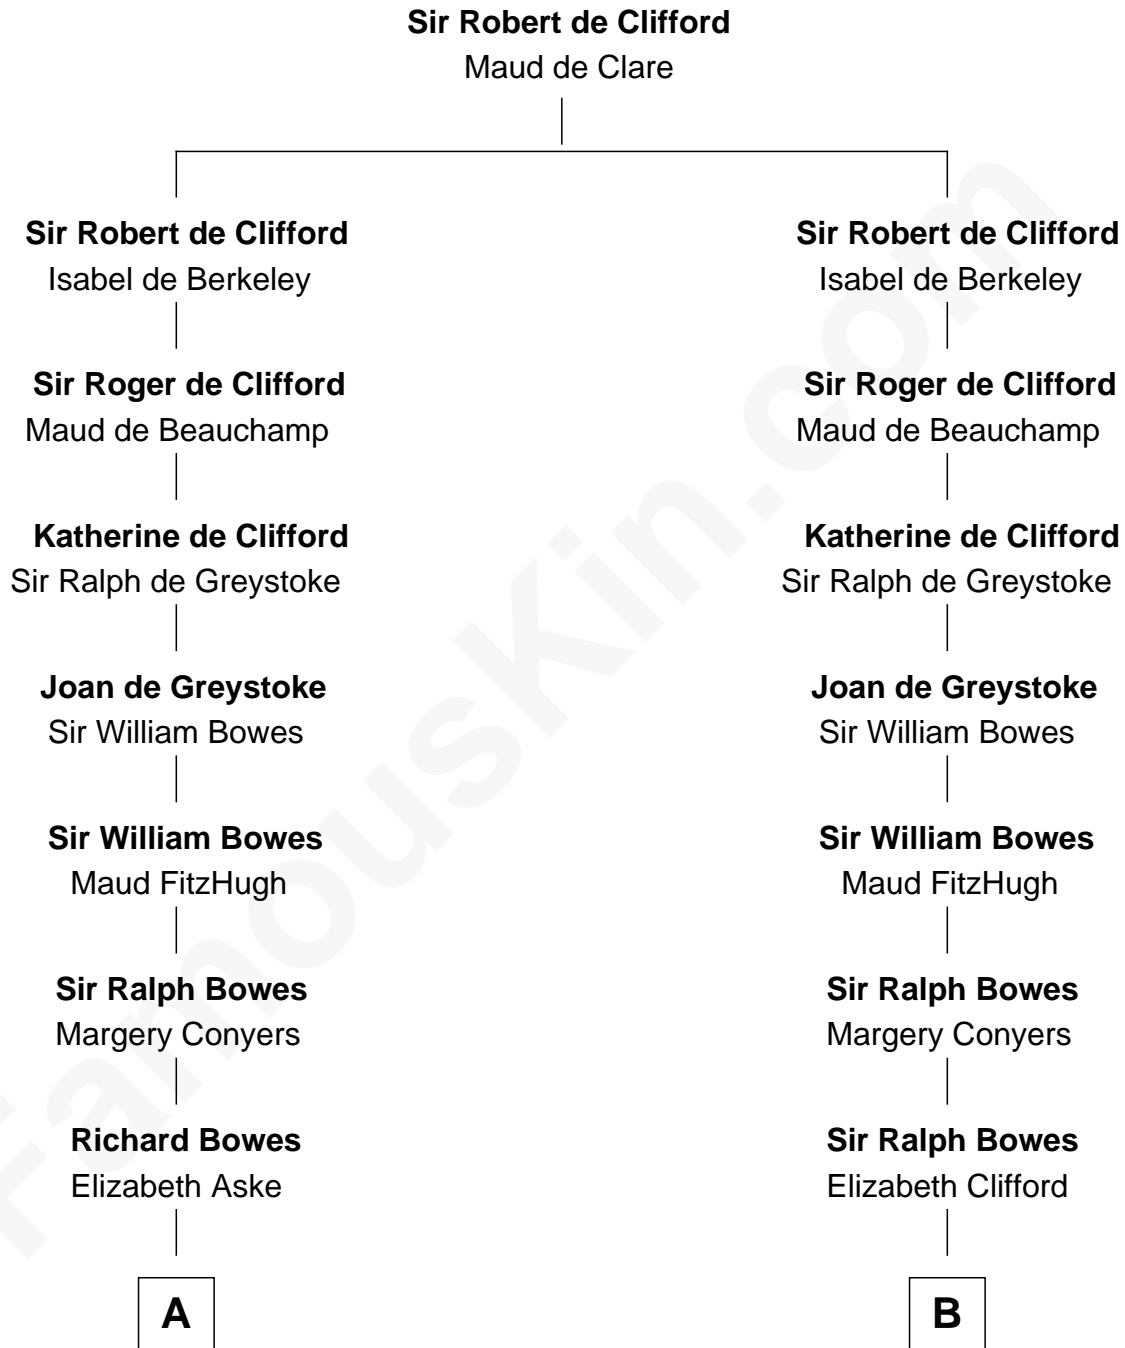 Sir Robert de Clifford
Maud de Clare
Sir Robert de Clifford
Isabel de Berkeley
Sir Robert de Clifford
Isabel de Berkeley
Sir Roger de Clifford
Maud de Beauchamp
Sir Roger de Clifford
Maud de Beauchamp
Katherine de Clifford
Sir Ralph de Greystoke
Katherine de Clifford
Sir Ralph de Greystoke
Joan de Greystoke
Sir William Bowes
Joan de Greystoke
Sir William Bowes
Sir William Bowes
Maud FitzHugh
Sir William Bowes
Maud FitzHugh
Sir Ralph Bowes
Margery Conyers
Sir Ralph Bowes
Margery Conyers
Richard Bowes
Elizabeth Aske
Sir Ralph Bowes
Elizabeth Clifford
A
B
FamousKin.com